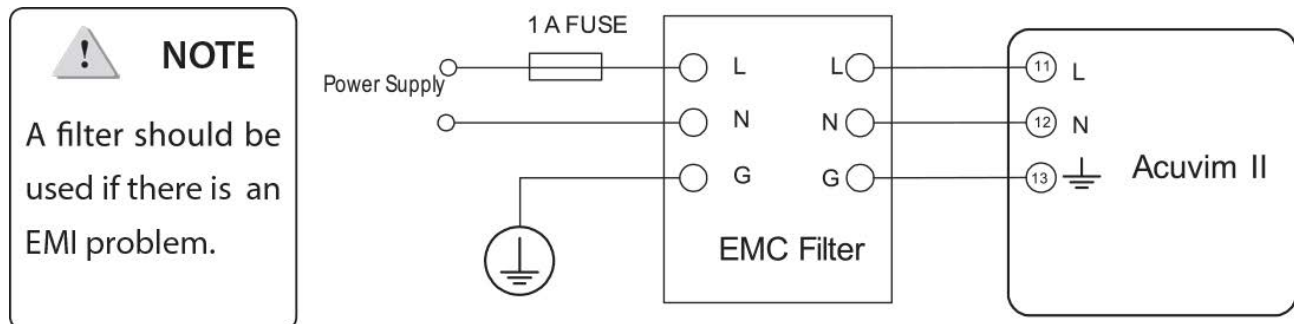 !
NOTE
A filter should be
used if there is an
EMI problem.
1 A FUSE
Power Supply
L
N
G
L
N
G
EMC Filter
11
L
12
N
13
Acuvim II